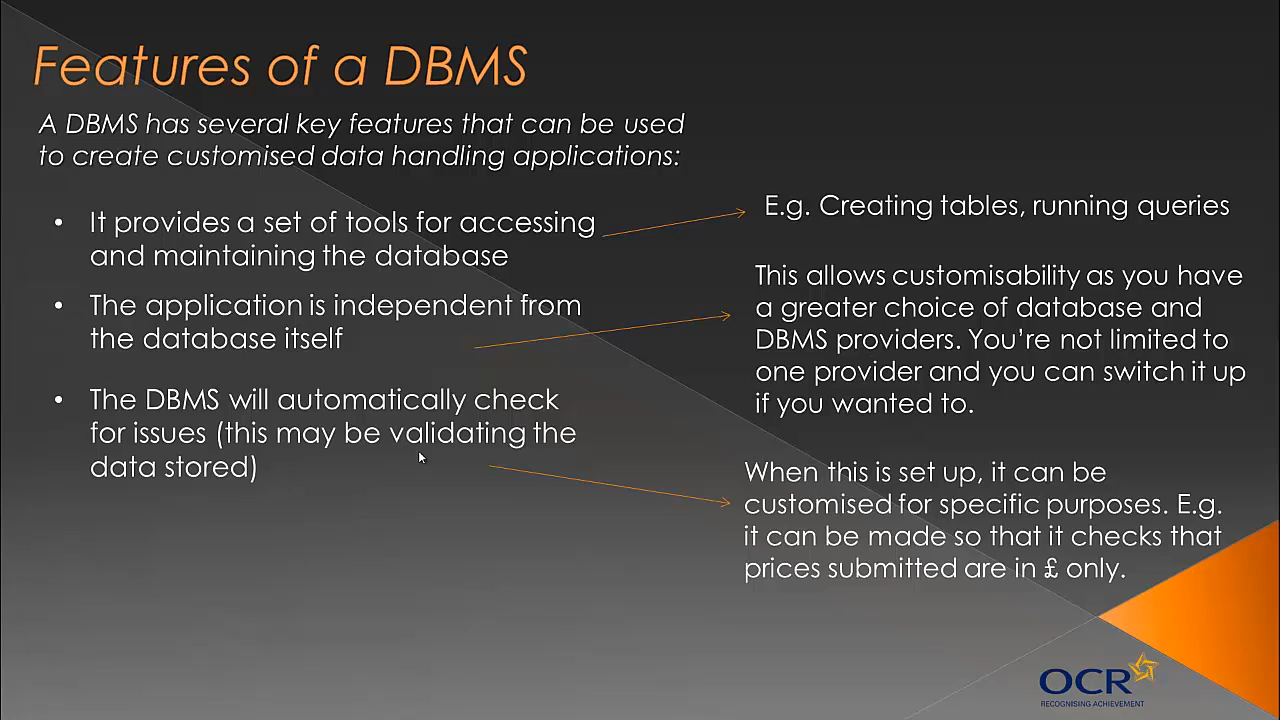 Features of a DBMS
A DBMS has several key features that can be used
to create customised data handling applications:
• It provides a set of tools for accessing
and maintaining the database
E.g. Creating tables, running queries
• The application is independent from
the database itself
This allows customisability as you have
a greater choice of database and
DBMS providers. You're not limited to
one provider and you can switch it up
if you wanted to.
• The DBMS will automatically check
for issues (this may be validating the
data stored)
When this is set up, it can be
customised for specific purposes. E.g.
it can be made so that it checks that
prices submitted are in £ only.
OCR
RECOGNISING ACHIEVEMENT